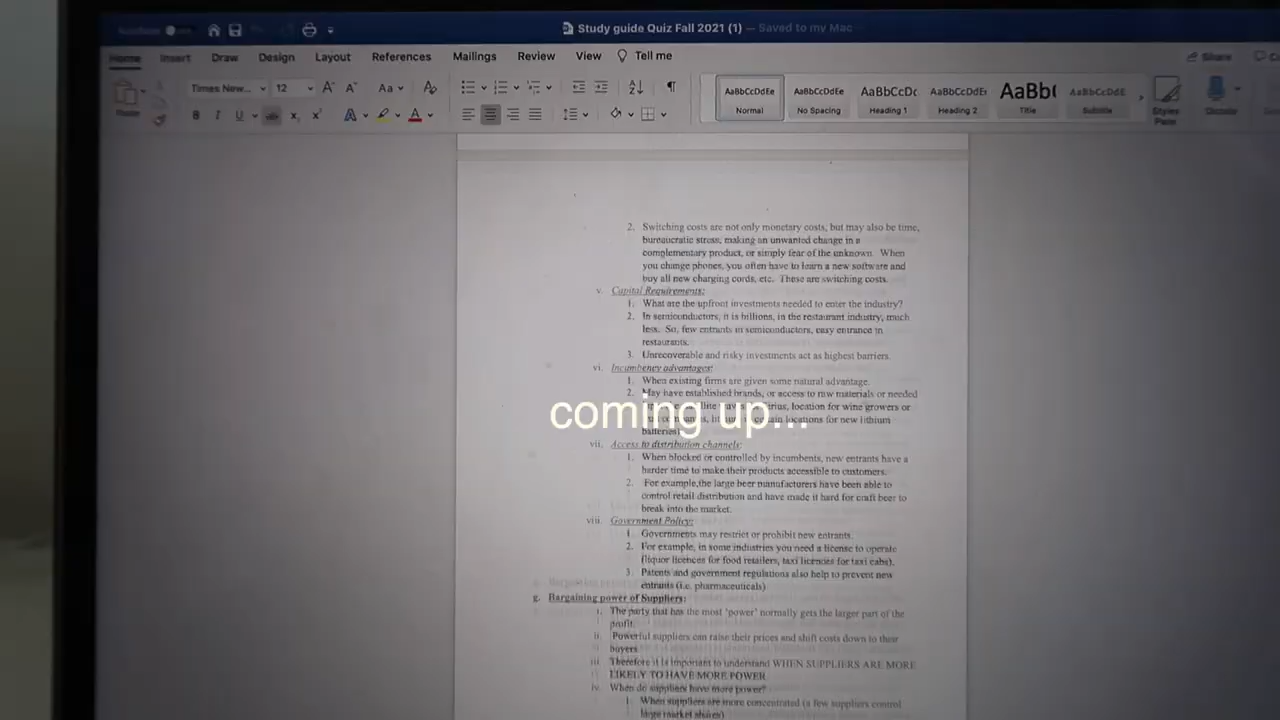 Study guide Quiz Fall 2021 (1) — Saved to my Mac
Home Insert Draw Design Layout References Mailings Review View Tell me Share
Times New... 12 Aa
AaBbCcDdEe AaBbCcDdEe AaBbCcDc AaBbCcDdEe AaBb( AaBbCcDdE
Paste B I U ab x x A A Normal No Spacing Heading 1 Heading 2 Title Subtitle Styles Pane Dictate
2. Switching costs are not only monetary costs, but may also be time,
bureaucratic stress, making an unwanted change in a
complementary product, or simply fear of the unknown. When
you change phones, you often have to learn a new software and
buy all new charging cords, etc. These are switching costs.
v. Capital Requirements:
1. What are the upfront investments needed to enter the industry?
2. In semiconductors, it is billions, in the restaurant industry, much
less. So, few entrants in semiconductors, easy entrance in
restaurants.
3. Unrecoverable and risky investments act as highest barriers.
vi. Incumbency advantages:
1. When existing firms are given some natural advantage.
2. May have established brands, or access to raw materials or needed
location for wine growers or
coming up...
certain locations for new lithium
batteries)
vii. Access to distribution channels:
1. When blocked or controlled by incumbents, new entrants have a
harder time to make their products accessible to customers.
2. For example,the large beer manufacturers have been able to
control retail distribution and have made it hard for craft beer to
break into the market.
viii. Government Policy:
1. Governments may restrict or prohibit new entrants.
2. For example, in some industries you need a license to operate
(liquor licences for food retailers, taxi licencies for taxi cabs).
3. Patents and government regulations also help to prevent new
entrants (i.e. pharmaceuticals)
g. Bargaining power of Suppliers:
i. The party that has the most 'power' normally gets the larger part of the
profit.
ii. Powerful suppliers can raise their prices and shift costs down to their
buyers
iii. Therefore it is important to understand WHEN SUPPLIERS ARE MORE
LIKELY TO HAVE MORE POWER
iv. When do suppliers have more power?
1. When suppliers are more concentrated (a few suppliers control
large market shares)